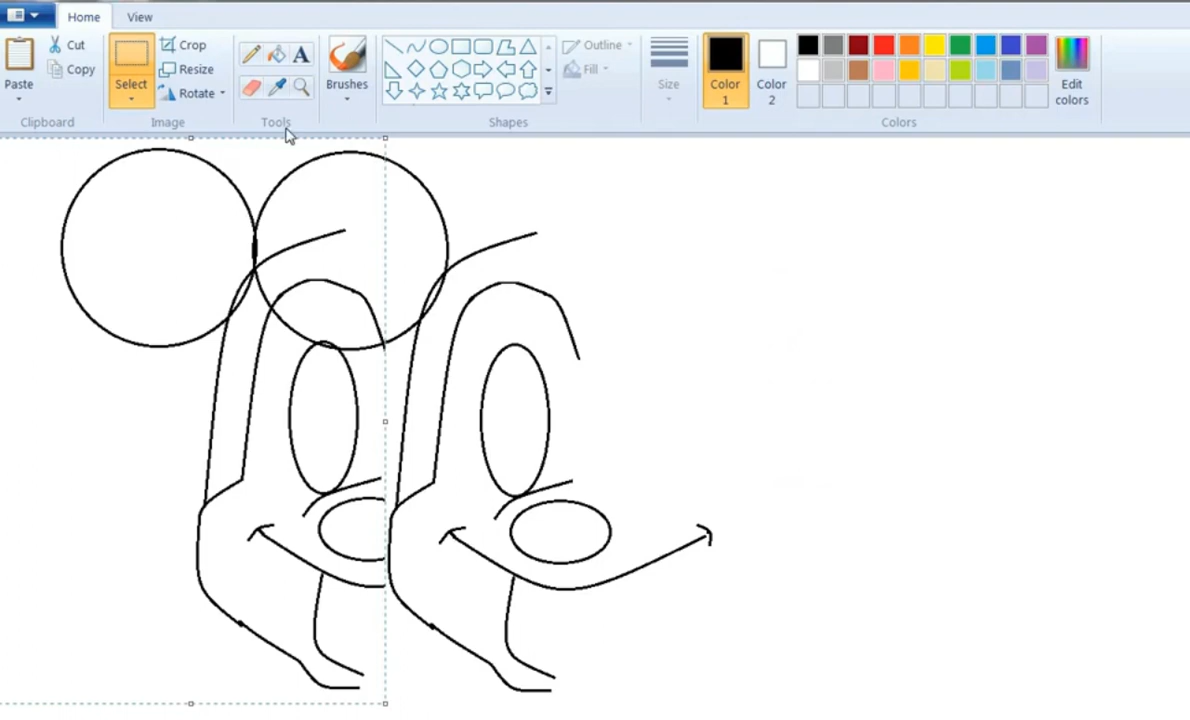 Home View
Paste
Cut
Copy
Clipboard
Select
Crop
Resize
Rotate
Image
A
Tools
Brushes
Outline
Fill
Shapes
Size
Color 1
Color 2
Edit colors
Colors